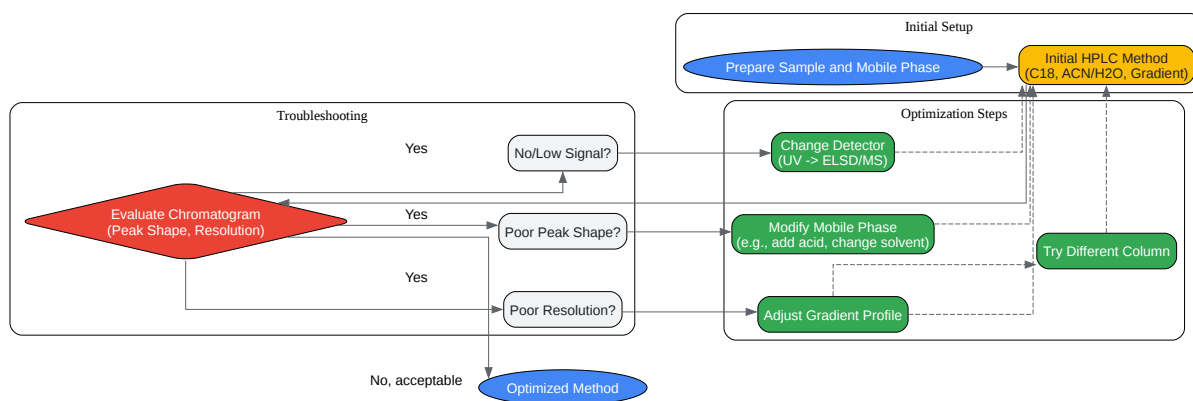 Initial Setup
Prepare Sample and Mobile Phase
Initial HPLC Method
(C18, ACN/H2O, Gradient)
Troubleshooting
Optimization Steps
Yes
No/Low Signal?
Change Detector
(UV -> ELSD/MS)
Evaluate Chromatogram
(Peak Shape, Resolution)
Yes
Poor Peak Shape?
Modify Mobile Phase
(e.g., add acid, change solvent)
Try Different Column
Yes
Poor Resolution?
Adjust Gradient Profile
No, acceptable
Optimized Method